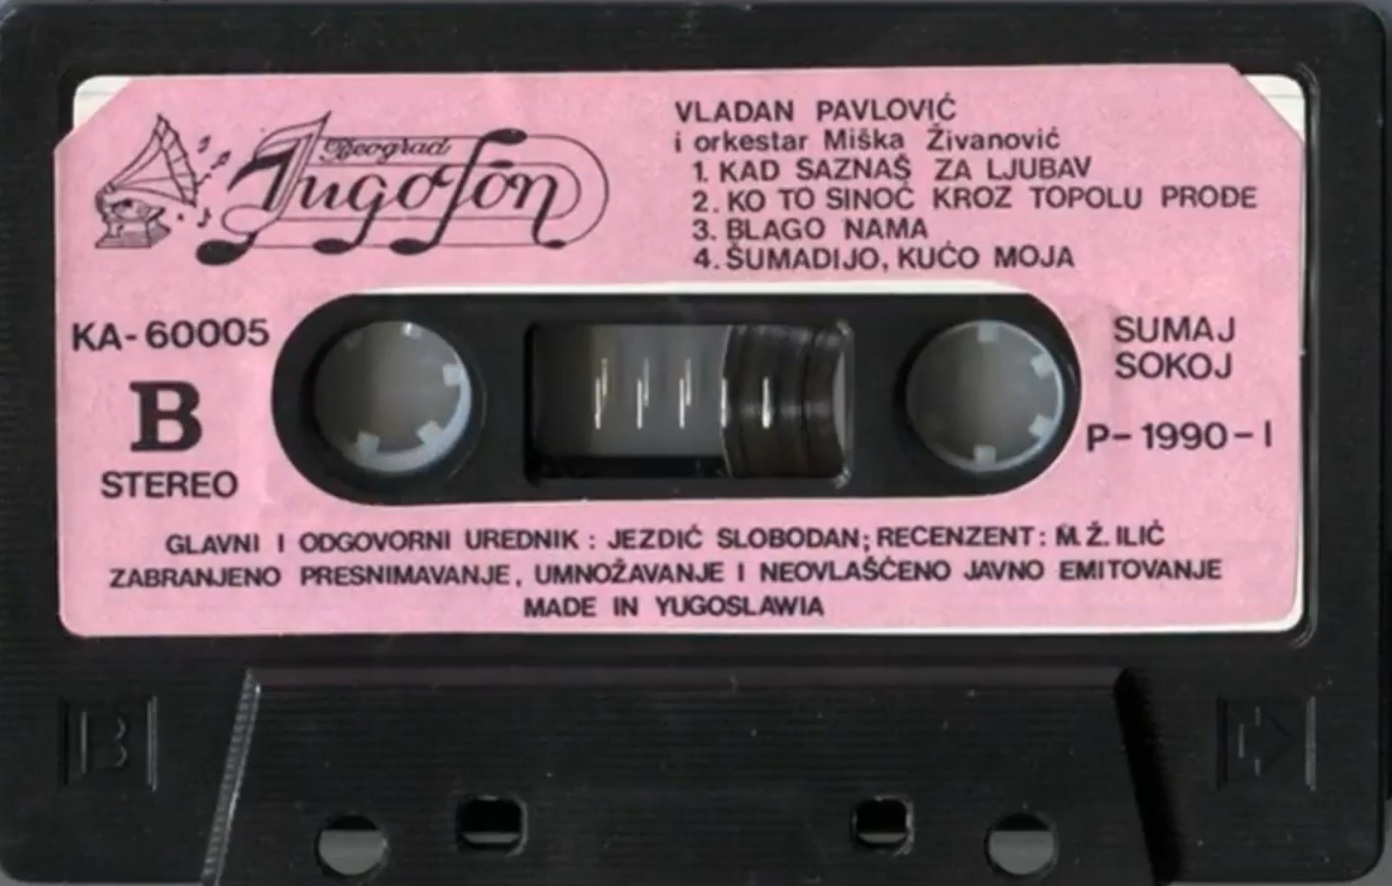 Beograd
Jugofon
VLADAN PAVLOVIĆ
i orkestar Miška Živanović
1. KAD SAZNAŠ ZA LJUBAV
2. KO TO SINOĆ KROZ TOPOLU PROĐE
3. BLAGO NAMA
4. ŠUMADIJO, KUĆO MOJA
KA-60005
B
STEREO
SUMAJ
SOKOJ
P-1990-I
GLAVNI I ODGOVORNI UREDNIK: JEZDIĆ SLOBODAN; RECENZENT: M.Ž. ILIĆ
ZABRANJENO PRESNIMAVANJE, UMNOŽAVANJE I NEOVLAŠĆENO JAVNO EMITOVANJE
MADE IN YUGOSLAWIA
B